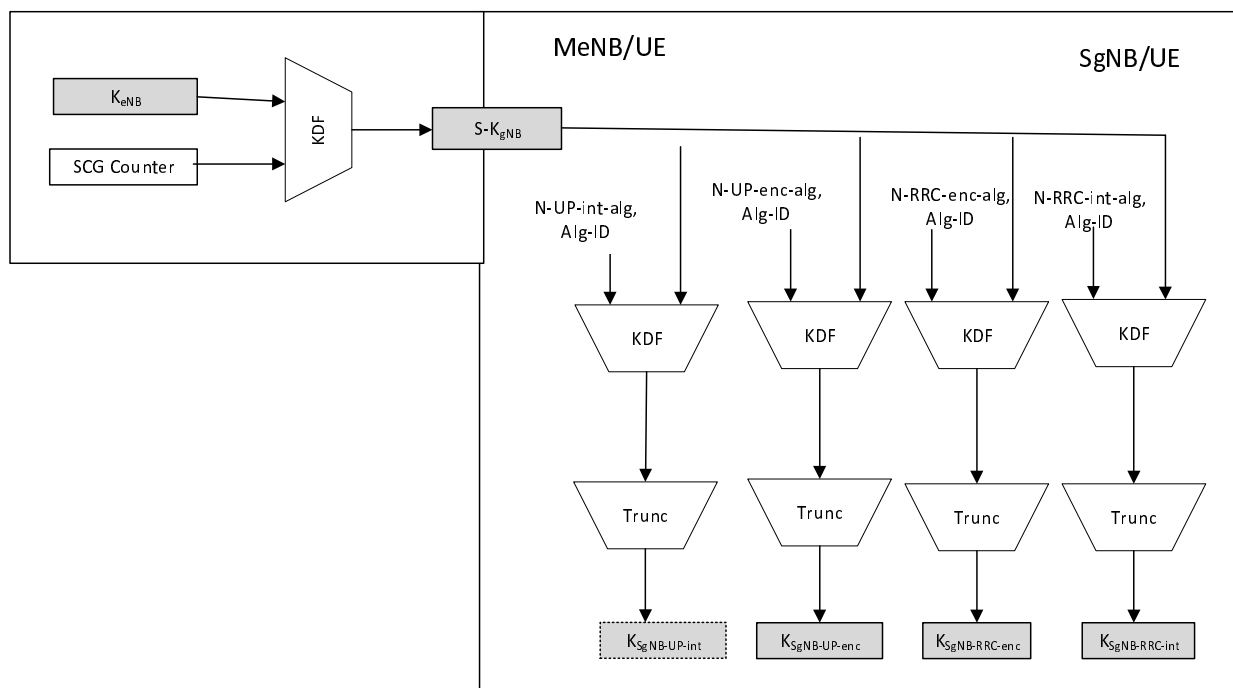 MeNB/UE
SgNB/UE
KeNB
KDF
S-KgNB
SCG Counter
N-UP-int-alg,
Alg-ID
N-UP-enc-alg,
Alg-ID
N-RRC-enc-alg,
Alg-ID
N-RRC-int-alg,
Alg-ID
KDF
KDF
KDF
KDF
Trunc
Trunc
Trunc
Trunc
KSgNB-UP-int
KSgNB-UP-enc
KSgNB-RRC-enc
KSgNB-RRC-int